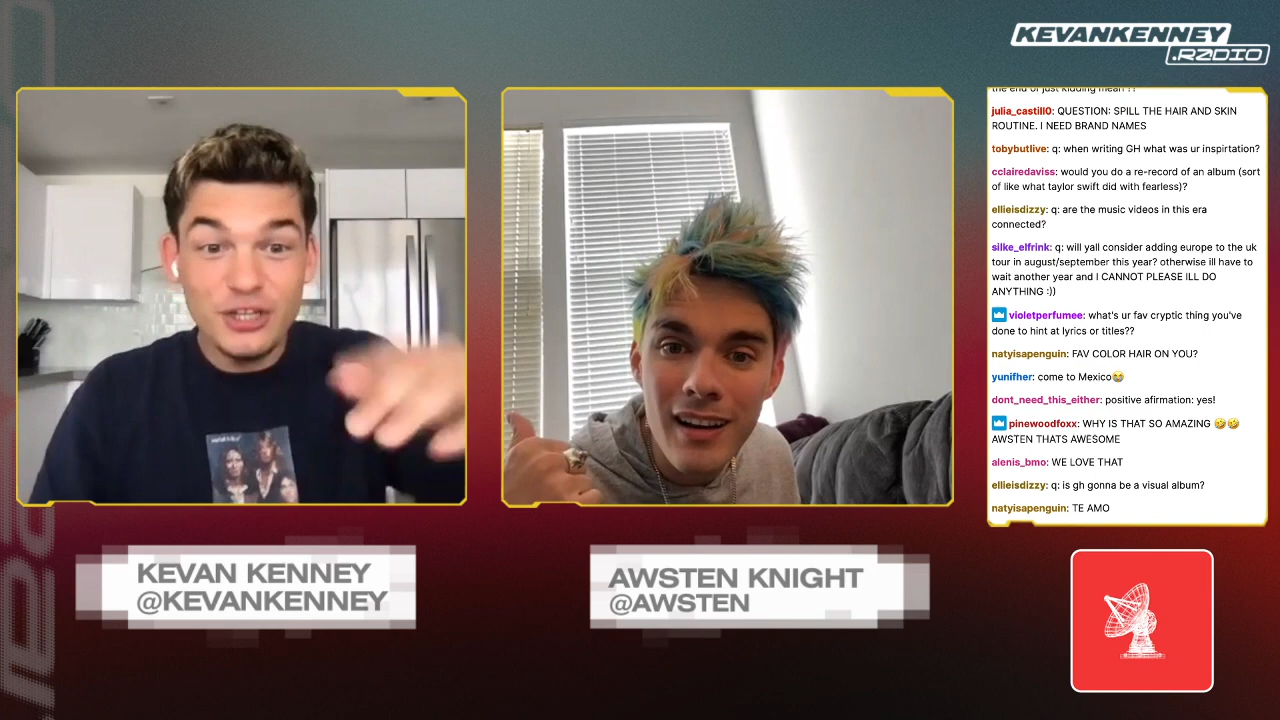 KEVANKENNEY
.RADIO
the end or just kidding mean ??
julia_castill0: QUESTION: SPILL THE HAIR AND SKIN
ROUTINE. I NEED BRAND NAMES
tobybutlive: q: when writing GH what was ur inspirtation?
cclairedaviss: would you do a re-record of an album (sort
of like what taylor swift did with fearless)?
ellieisdizzy: q: are the music videos in this era
connected?
silke_elfrink: q: will yall consider adding europe to the uk
tour in august/september this year? otherwise ill have to
wait another year and I CANNOT PLEASE ILL DO
ANYTHING :))
violetperfumee: what's ur fav cryptic thing you've
done to hint at lyrics or titles??
natyisapenguin: FAV COLOR HAIR ON YOU?
yunifher: come to Mexico😂
dont_need_this_either: positive afirmation: yes!
pinewoodfoxx: WHY IS THAT SO AMAZING 🤣🤣
AWSTEN THATS AWESOME
alenis_bmo: WE LOVE THAT
ellieisdizzy: q: is gh gonna be a visual album?
natyisapenguin: TE AMO
KEVAN KENNEY
@KEVANKENNEY
AWSTEN KNIGHT
@AWSTEN